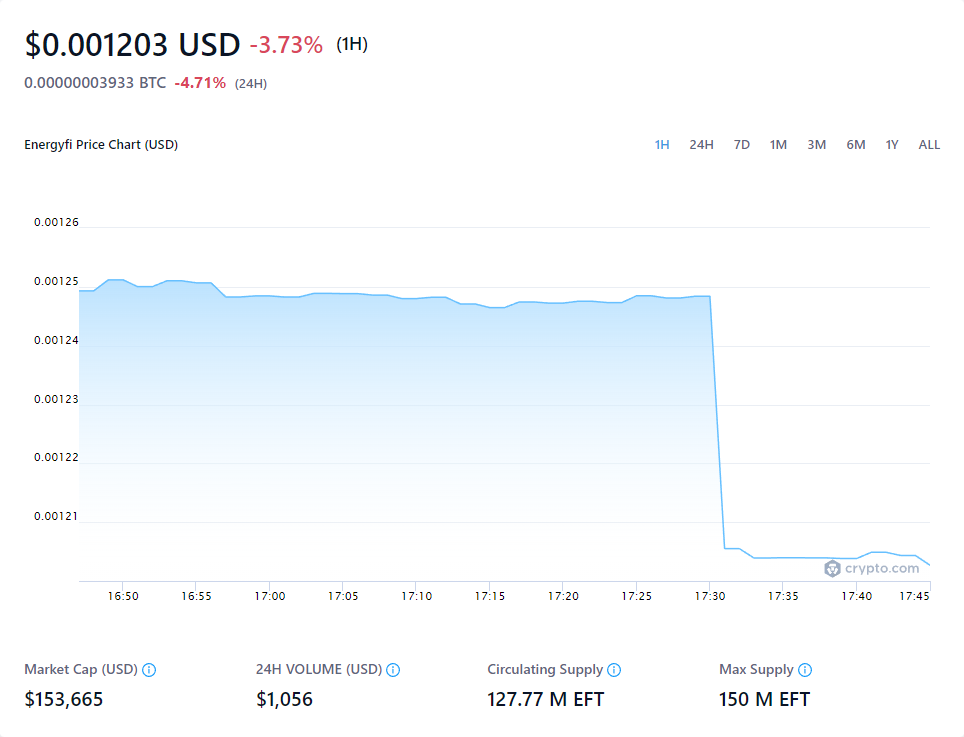 $0.001203 USD -3.73% (1H)
0.00000003933 BTC -4.71% (24H)
Energyfi Price Chart (USD) 1H 24H 7D 1M 3M 6M 1Y ALL
0.00126
0.00125
0.00124
0.00123
0.00122
0.00121
crypto.com
16:50 16:55 17:00 17:05 17:10 17:15 17:20 17:25 17:30 17:35 17:40 17:45
Market Cap (USD) 24H VOLUME (USD) Circulating Supply Max Supply
$153,665 $1,056 127.77 M EFT 150 M EFT